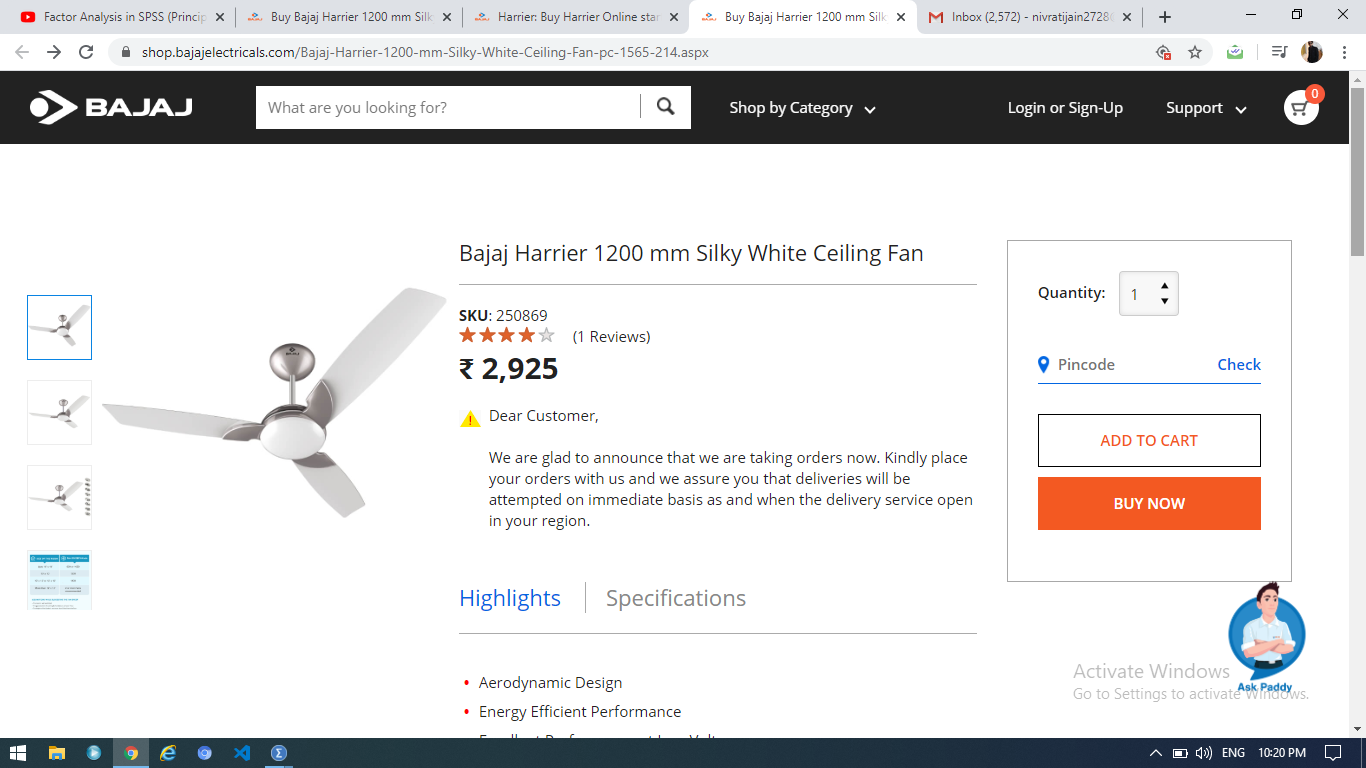 Factor Analysis in SPSS (Princip
Buy Bajaj Harrier 1200 mm Silk
Harrier: Buy Harrier Online star
Buy Bajaj Harrier 1200 mm Silk
Inbox (2,572) - nivratijain2728@
shop.bajajelectricals.com/Bajaj-Harrier-1200-mm-Silky-White-Ceiling-Fan-pc-1565-214.aspx
BAJAJ
What are you looking for?
Shop by Category
Login or Sign-Up
Support
0
Bajaj Harrier 1200 mm Silky White Ceiling Fan
SKU: 250869
(1 Reviews)
₹ 2,925
Dear Customer,
We are glad to announce that we are taking orders now. Kindly place
your orders with us and we assure you that deliveries will be
attempted on immediate basis as and when the delivery service open
in your region.
Highlights
Specifications
Aerodynamic Design
Energy Efficient Performance
Quantity:
1
Pincode
Check
ADD TO CART
BUY NOW
Ask Paddy
Activate Windows
Go to Settings to activate Windows.
ENG
10:20 PM